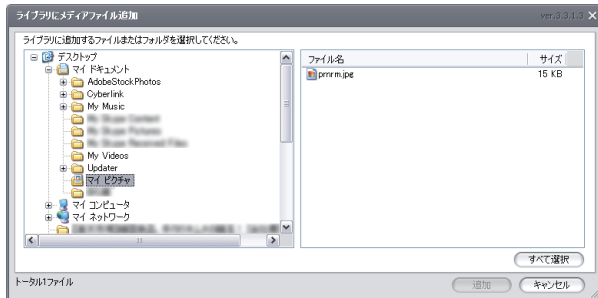 ライブラリにメディアファイル追加
ver.3.3.1.3
ライブラリに追加するファイルまたはフォルダを選択してください。
デスクトップ
マイ ドキュメント
AdobeStockPhotos
Cyberlink
My Music
My Videos
Updater
マイ ピクチャ
マイ コンピュータ
マイ ネットワーク
ファイル名 サイズ
prnrm.jpg 15 KB
すべて選択
トータル1ファイル
追加 キャンセル